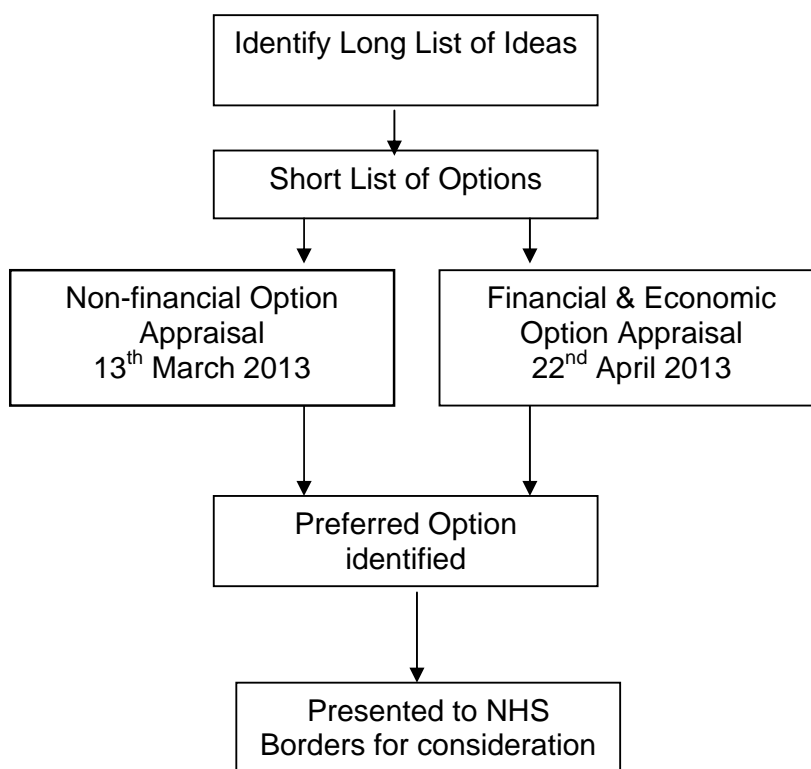 Identify Long List of Ideas
Short List of Options
Non-financial Option
Appraisal
13th March 2013
Financial & Economic
Option Appraisal
22nd April 2013
Preferred Option
identified
Presented to NHS
Borders for consideration